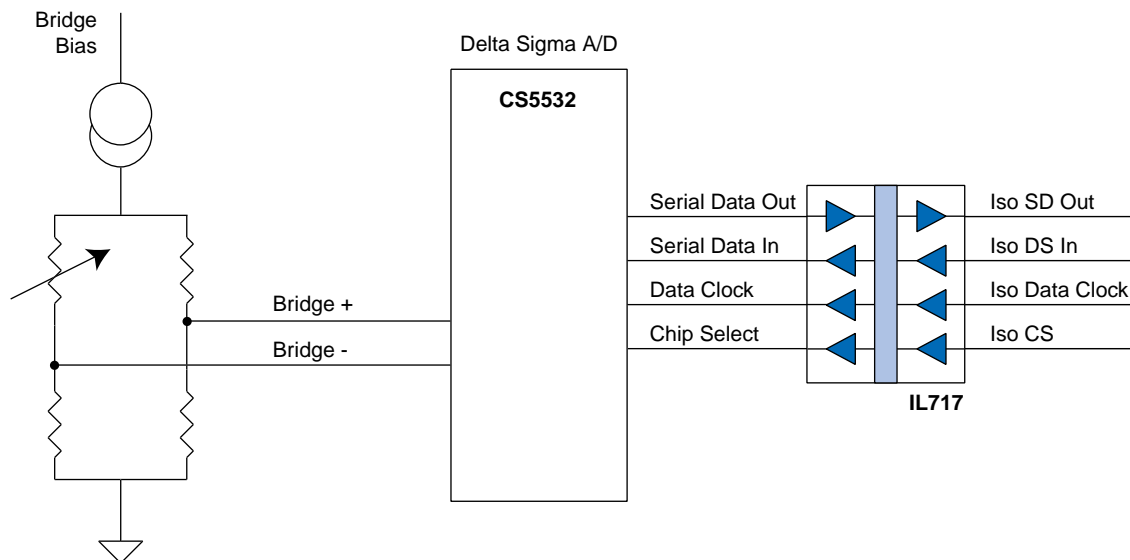 Bridge
Bias
Delta Sigma A/D
CS5532
Serial Data Out
Iso SD Out
Serial Data In
Iso DS In
Data Clock
Iso Data Clock
Chip Select
Iso CS
Bridge +
Bridge -
IL717